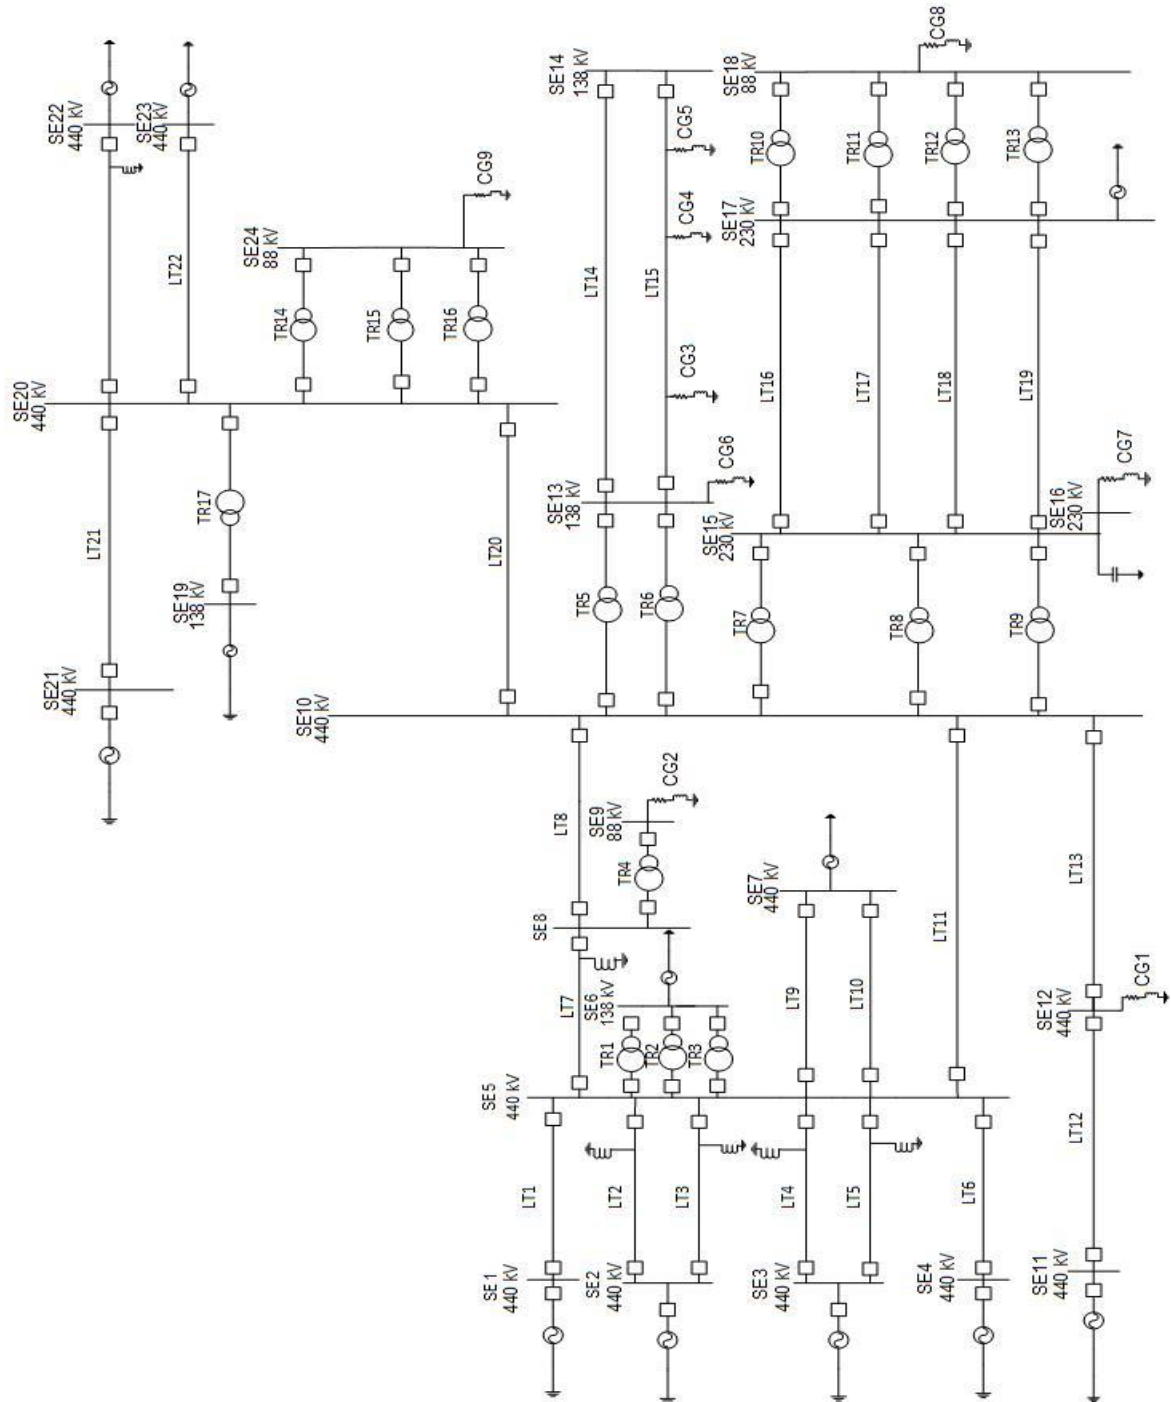 SE22
440 kV
SE23
440 kV
LT22
SE24
88 kV
CG9
TR14
TR15
TR16
SE20
440 kV
LT21
TR17
SE19
138 kV
SE21
440 kV
LT20
SE14
138 kV
CG5
CG4
LT14
LT15
CG3
SE13
138 kV
CG6
TR5
TR6
SE18
88 kV
CG8
TR10
TR11
TR12
TR13
SE17
230 kV
LT16
LT17
LT18
LT19
SE15
230 kV
SE16
230 kV
CG7
TR7
TR8
TR9
SE10
440 kV
LT8
SE9
88 kV
CG2
TR4
SE8
LT7
SE6
138 kV
TR1
TR2
TR3
SE7
440 kV
LT9
LT10
LT11
LT13
SE12
440 kV
CG1
LT12
SE5
440 kV
LT1
LT2
LT3
LT4
LT5
LT6
SE1
440 kV
SE2
440 kV
SE3
440 kV
SE4
440 kV
SE11
440 kV